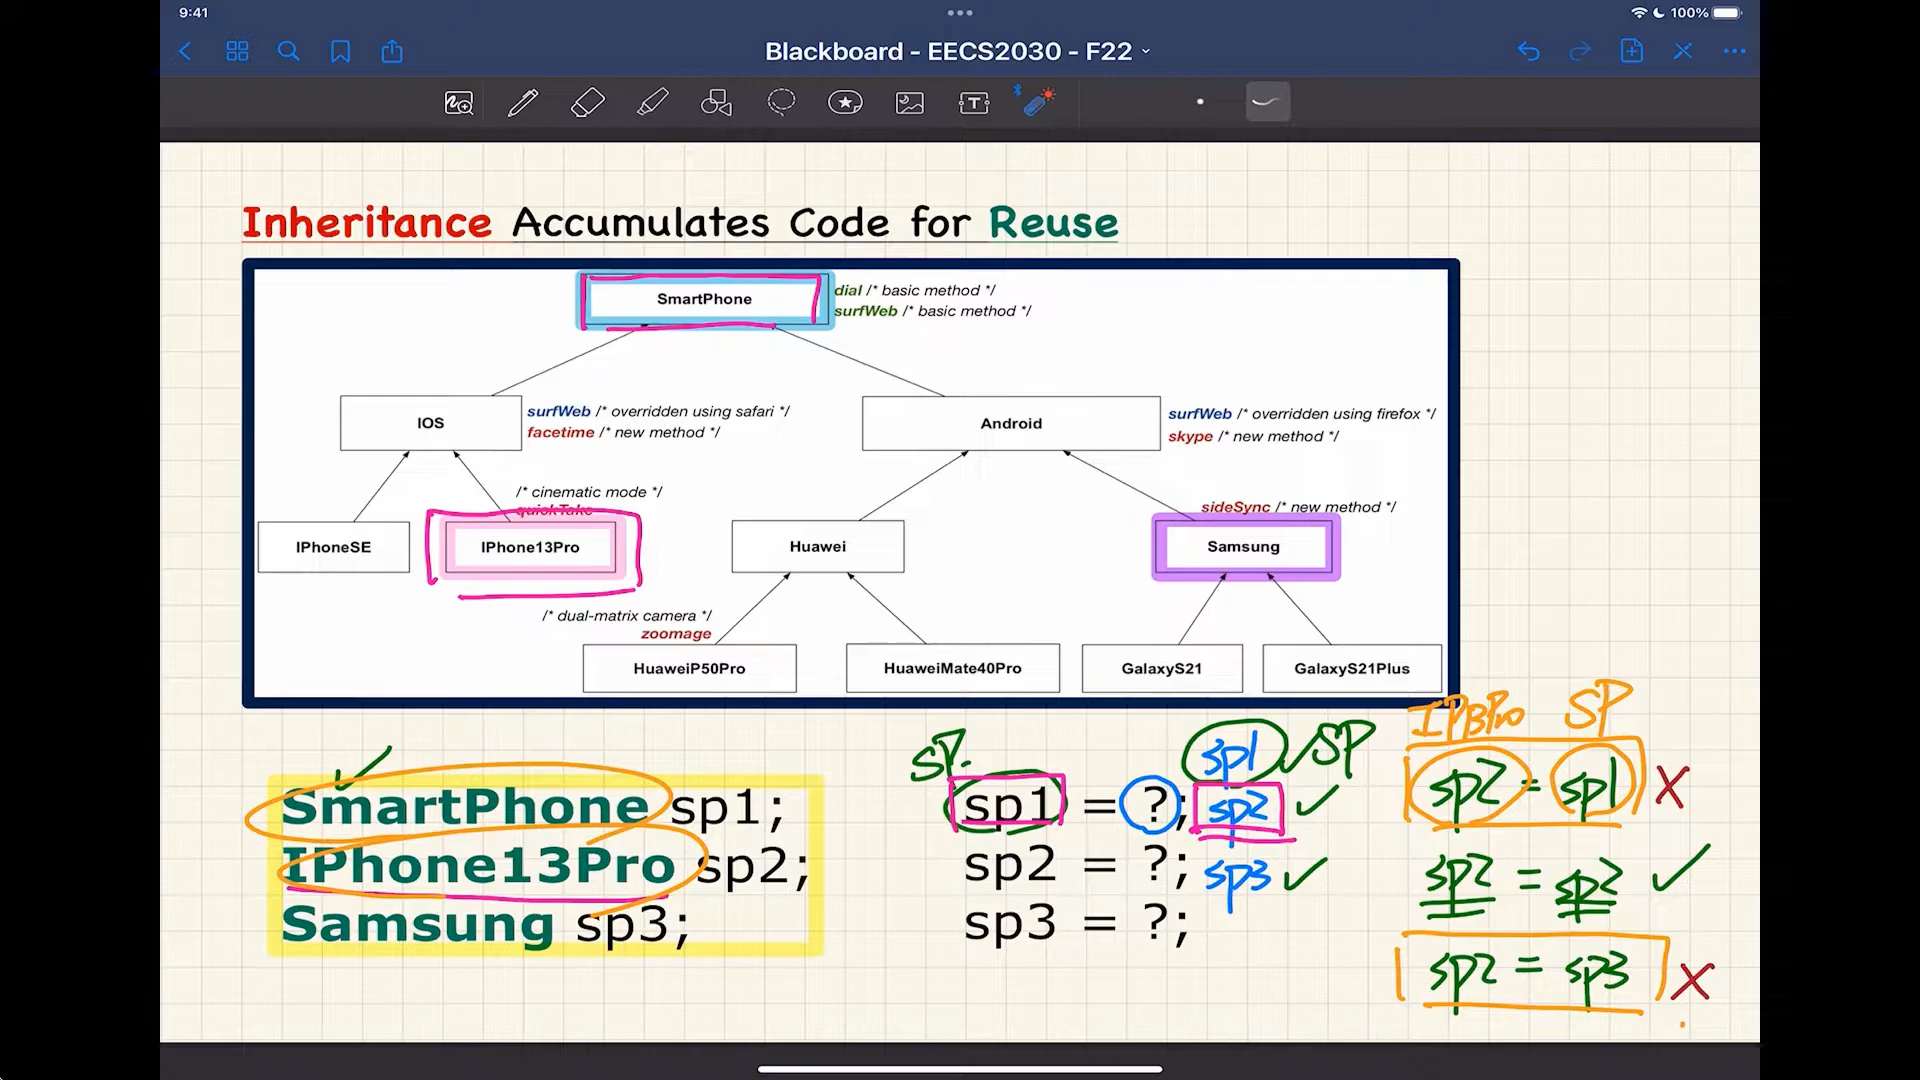 9:41
100%
Blackboard - EECS2030 - F22
T
Inheritance Accumulates Code for Reuse
SmartPhone
dial /* basic method */
surfWeb /* basic method */
IOS
surfWeb /* overridden using safari */
facetime /* new method */
Android
surfWeb /* overridden using firefox */
skype /* new method */
/* cinematic mode */
quickTake
sideSync /* new method */
IPhoneSE
IPhone13Pro
Huawei
Samsung
/* dual-matrix camera */
zoomage
HuaweiP50Pro
HuaweiMate40Pro
GalaxyS21
GalaxyS21Plus
SmartPhone sp1;
IPhone13Pro sp2;
Samsung sp3;
SP.
sp1 = ?;
sp2 = ?;
sp3 = ?;
sp1 ✓ SP
sp2 ✓
sp3 ✓
IP13Pro SP
sp2 = sp1 X
sp2 = sp2 ✓
sp2 = sp3 X